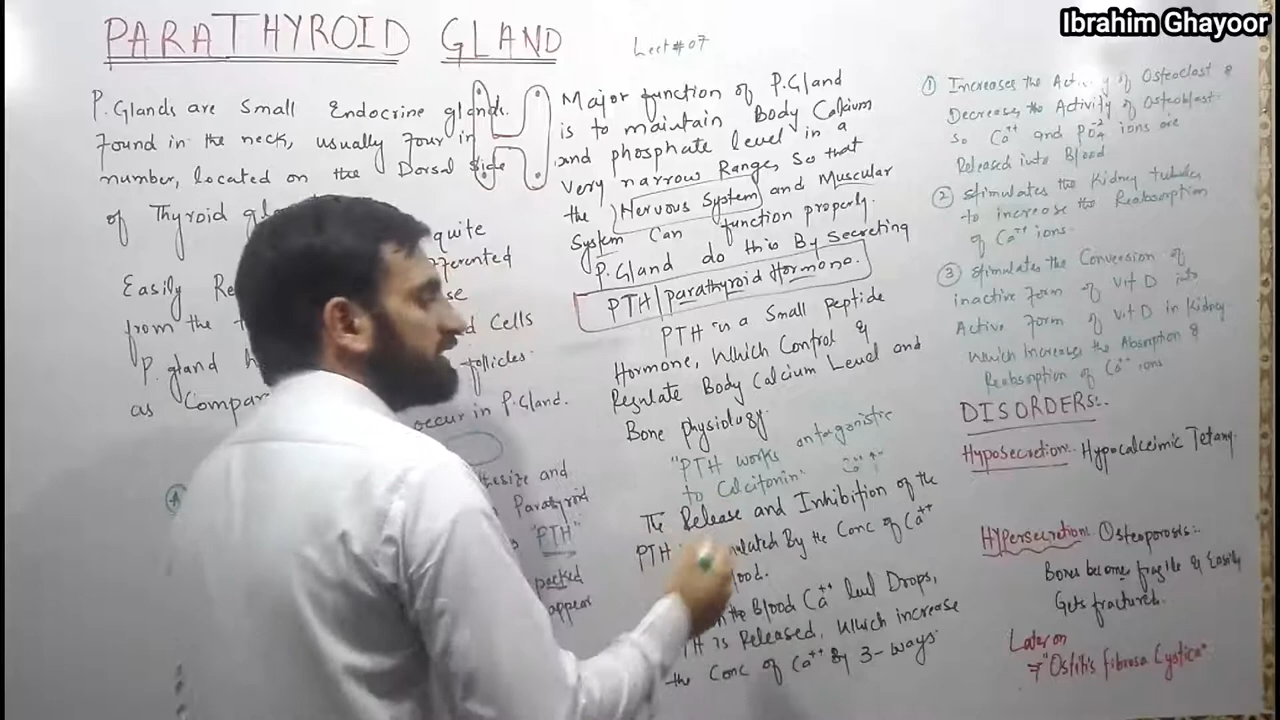 Ibrahim Ghayoor
PARATHYROID GLAND
Lect # 07
P. Glands are Small Endocrine glands.
Found in the neck, usually Four in
number, located on the Dorsal Side
of Thyroid
quite
Easily
from the
Cells
P. gland
follicles.
as
occur in P. Gland.
and
Parathyroid
"PTH"
packed
appear
Major function of P. Gland
is to maintain Body Calcium
and phosphate level in a
Very narrow Range, so that
the Nervous System and Muscular
System Can function properly.
P. Gland do this By Secreting
PTH/parathyroid Hormone.
PTH is a Small Peptide
Hormone, Which Control &
Regulate Body Calcium Level and
Bone physiology.
"PTH works antagonistic
to Calcitonin"
The Release and Inhibition of the
PTH By the Conc of Ca++
the Blood Ca++ level Drops,
is Released, Which increase
the Conc of Ca++ By 3-ways.
① Increases the Activity of Osteoclast &
Decreases the Activity of Osteoblast.
So Ca++ and PO4-2 ions are
Released into Blood
② Stimulates the Kidney tubules
to increase the Reabsorption
of Ca++ ions.
③ Stimulates the Conversion of
inactive Form of Vit D into
Active Form of Vit D in Kidney
Which Increases the Absorption &
Reabsorption of Ca++ ions
DISORDERS:.
Hyposecretion:. Hypocalceimic Tetany.
Hypersecretion:. Osteoporosis:.
Bones become fragile & Easily
Gets fractured.
Later on
→ "Ostitis fibrosa Cystica"